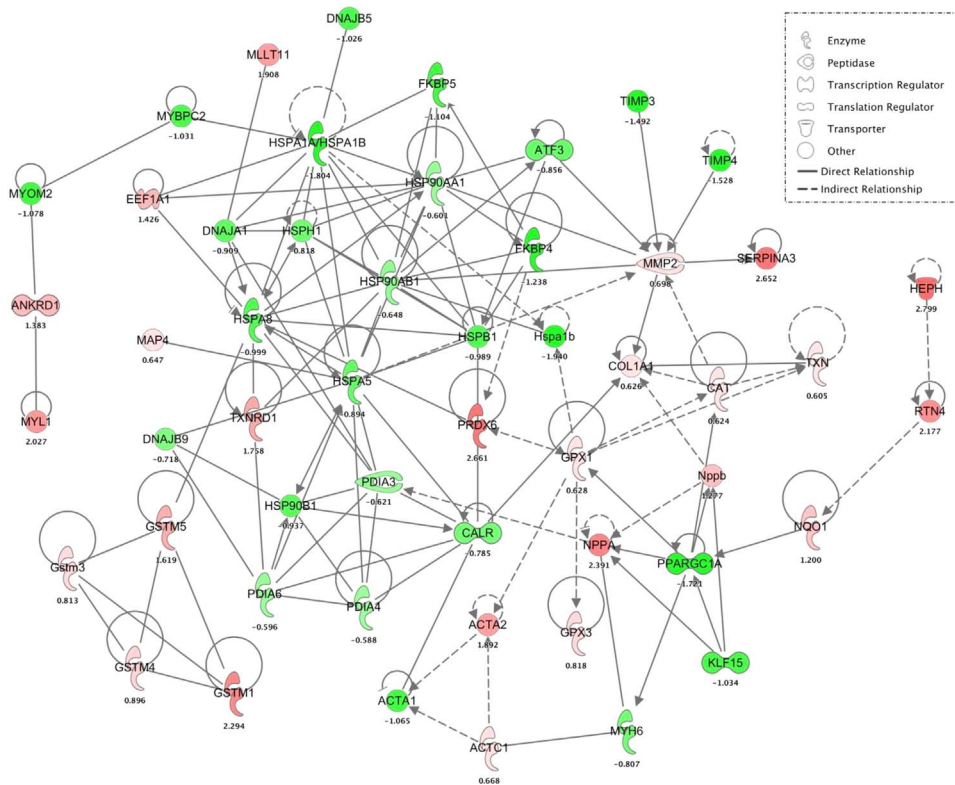 DNAJB5
-1.026
MLLT11
1.908
FKBP5
-1.104
MYBPC2
-1.031
HSPA1A/HSPA1B
-1.804
TIMP3
-1.492
ATF3
-0.856
TIMP4
-1.528
MYOM2
-1.078
EEF1A1
1.426
HSP90AA1
-0.601
DNAJA1
-0.909
HSPH1
-0.818
FKBP4
-1.238
MMP2
0.698
SERPINA3
2.652
HSP90AB1
-0.648
HEPH
2.799
ANKRD1
1.383
HSPA8
-0.999
MAP4
0.647
HSPB1
-0.989
Hspa1b
-1.940
COL1A1
0.626
TXN
0.605
HSPA5
-0.894
CAT
0.624
MYL1
2.027
TXNRD1
1.758
PRDX6
2.661
RTN4
2.177
DNAJB9
-0.718
GPX1
0.628
PDIA3
-0.621
Nppb
1.277
HSP90B1
-0.937
GSTM5
1.619
CALR
-0.785
NPPA
2.391
PPARGC1A
-1.721
NQO1
1.200
Gstm3
0.813
PDIA6
-0.596
PDIA4
-0.588
ACTA2
1.892
GPX3
0.818
GSTM4
0.896
GSTM1
2.294
KLF15
-1.034
ACTA1
-1.065
MYH6
-0.807
ACTC1
0.668
Enzyme
Peptidase
Transcription Regulator
Translation Regulator
Transporter
Other
Direct Relationship
Indirect Relationship